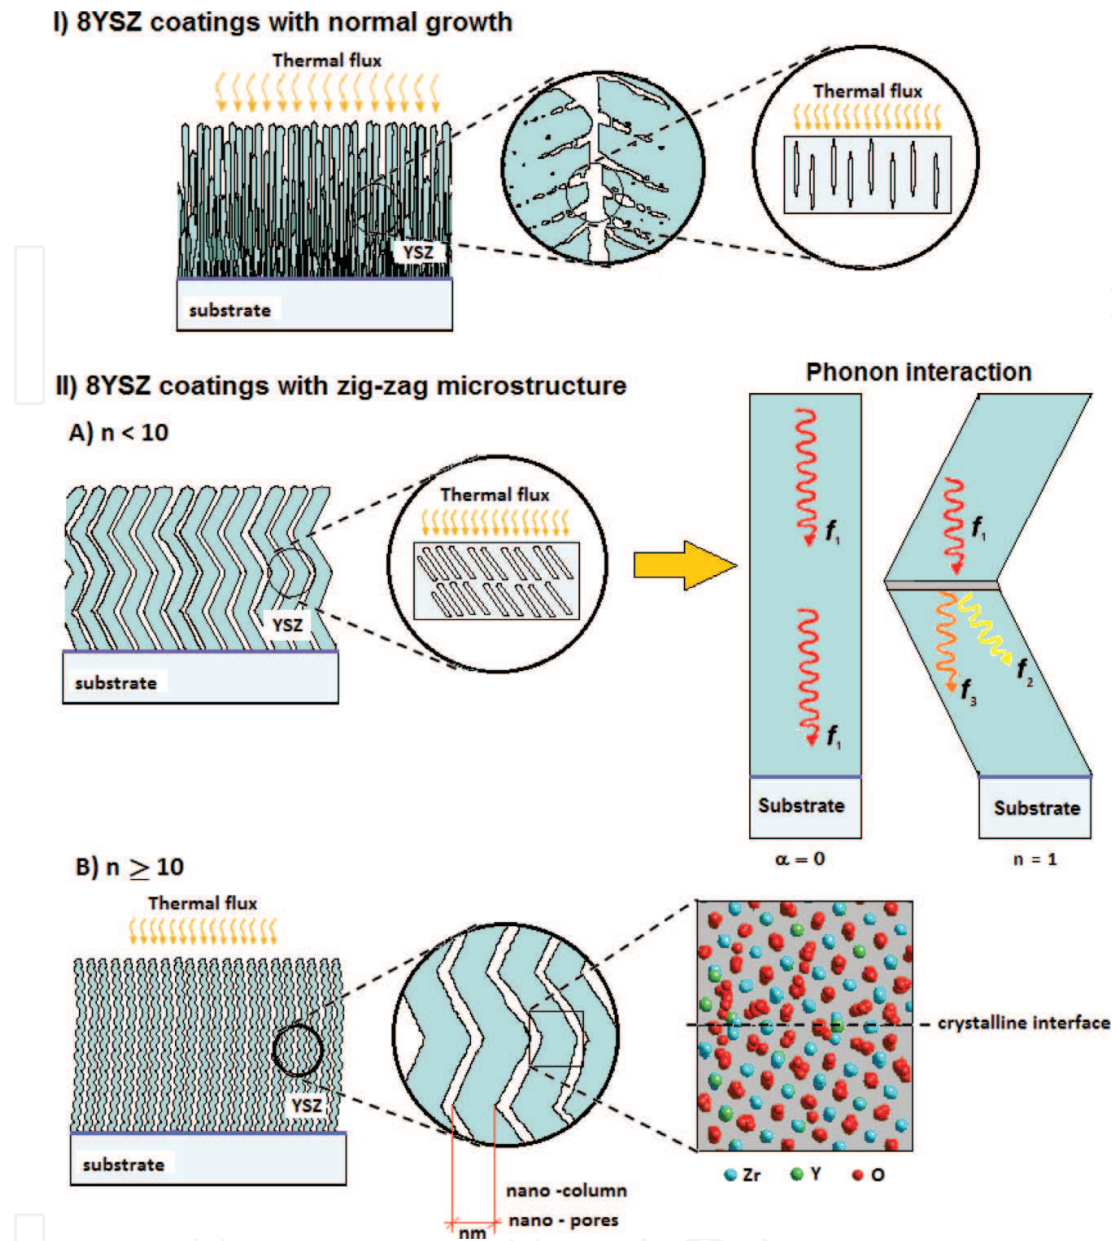 I) 8YSZ coatings with normal growth
Thermal flux
Thermal flux
YSZ
substrate
II) 8YSZ coatings with zig-zag microstructure
Phonon interaction
A) n < 10
Thermal flux
YSZ
substrate
f1
f1
f1
f2
f3
Substrate
Substrate
α = 0
n = 1
B) n ≥ 10
Thermal flux
YSZ
substrate
crystalline interface
Zr Y O
nano -column
nano - pores
nm